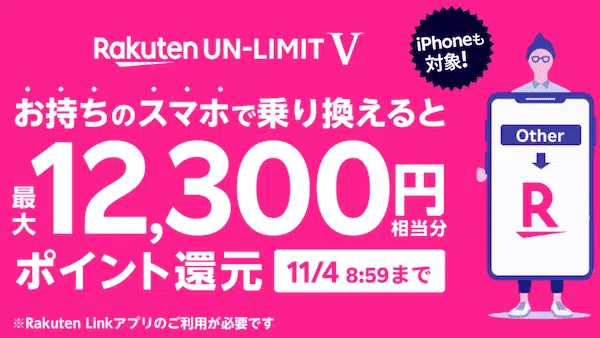 Rakuten UN-LIMIT V
iPhoneも
対象!
お持ちのスマホで乗り換えると
最大
12,300円
相当分
ポイント還元
11/4 8:59まで
Other
R
※Rakuten Linkアプリのご利用が必要です